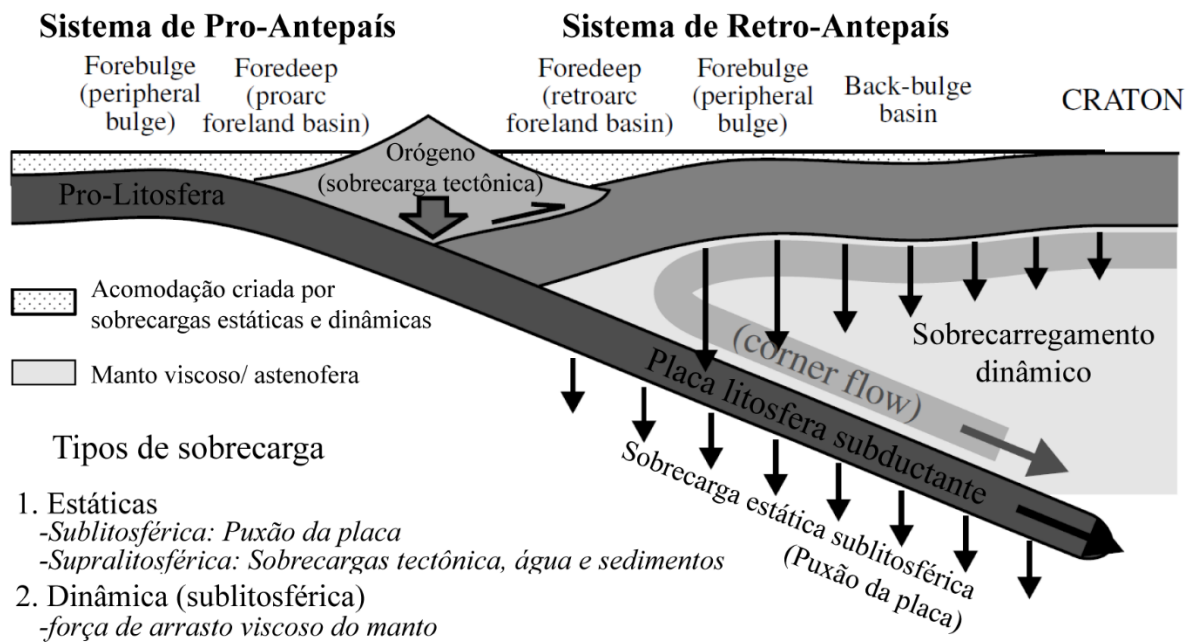 Sistema de Pro-Antepaís
Sistema de Retro-Antepaís
Forebulge
(peripheral
bulge)
Foredeep
(proarc
foreland basin)
Foredeep
(retroarc
foreland basin)
Forebulge
(peripheral
bulge)
Back-bulge
basin
CRATON
Orógeno
(sobrecarga tectônica)
Pro-Litosfera
Acomodação criada por
sobrecargas estáticas e dinâmicas
Manto viscoso/ astenofera
Sobrecarregamento
dinâmico
(corner flow)
Placa litosfera subductante
Sobrecarga estática sublitosférica
(Puxão da placa)
Tipos de sobrecarga
1. Estáticas
-Sublitosférica: Puxão da placa
-Supralitosférica: Sobrecargas tectônica, água e sedimentos
2. Dinâmica (sublitosférica)
-força de arrasto viscoso do manto